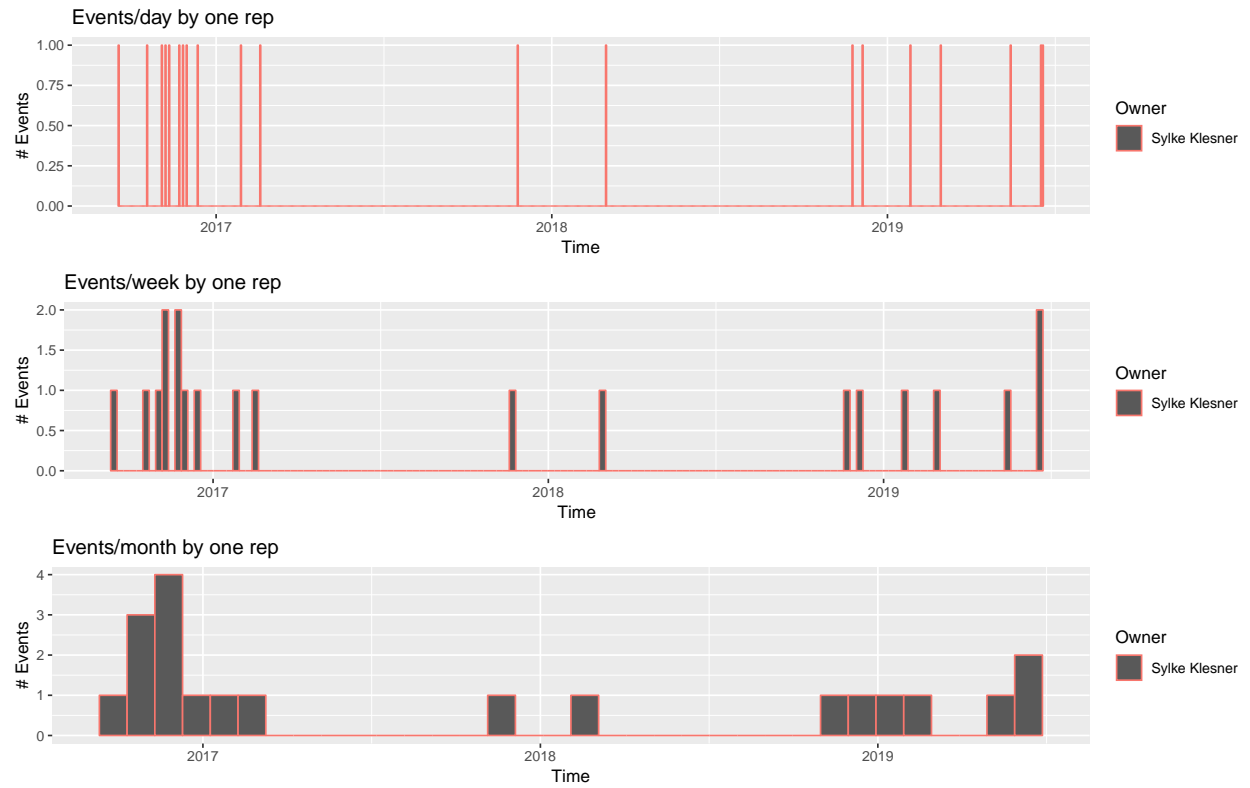 Events/day by one rep
1.00
0.75
0.50
0.25
0.00
# Events
2017
2018
2019
Time
Owner
Sylke Klesner
Events/week by one rep
2.0
1.5
1.0
0.5
0.0
# Events
2017
2018
2019
Time
Owner
Sylke Klesner
Events/month by one rep
4
3
2
1
0
# Events
2017
2018
2019
Time
Owner
Sylke Klesner